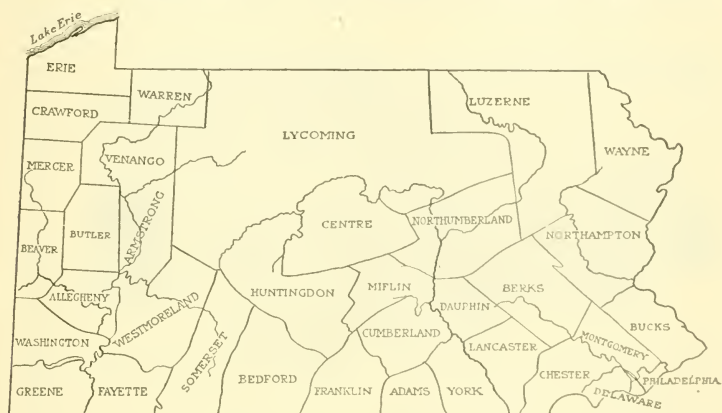 Lake Erie
ERIE
WARREN
LUZERNE
CRAWFORD
LYCOMING
WAYNE
VENANGO
MERCER
CENTRE
NORTHUMBERLAND
ARMSTRONG
BUTLER
NORTHAMPTON
BEAVER
ALLEGHENY
HUNTINGDON
MIFLIN
BERKS
DAUPHIN
WESTMORELAND
BUCKS
CUMBERLAND
WASHINGTON
LANCASTER
MONTGOMERY
SOMERSET
CHESTER
BEDFORD
PHILADELPHIA
GREENE
FAYETTE
FRANKLIN
ADAMS
YORK
DELAWARE